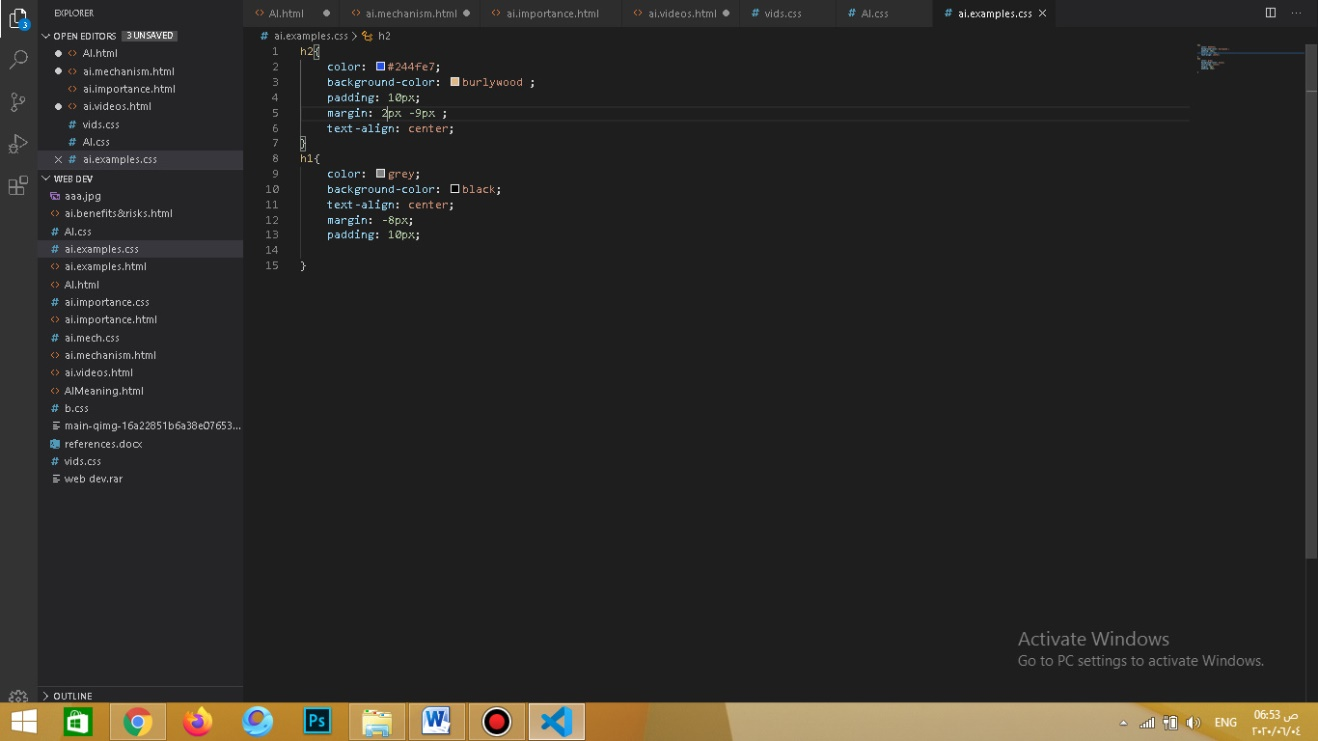 EXPLORER
AI.html
ai.mechanism.html
ai.importance.html
ai.videos.html
vids.css
AI.css
ai.examples.css
OPEN EDITORS 3 UNSAVED
AI.html
ai.mechanism.html
ai.importance.html
ai.videos.html
vids.css
AI.css
ai.examples.css
WEB DEV
aaa.jpg
ai.benefits&risks.html
AI.css
ai.examples.css
ai.examples.html
AI.html
ai.importance.css
ai.importance.html
ai.mech.css
ai.mechanism.html
ai.videos.html
AIMeaning.html
b.css
main-qimg-16a22851b6a38e07653...
references.docx
vids.css
web dev.rar
OUTLINE
3
ai.examples.css > h2
1 h2{
2 color: #244fe7;
3 background-color: burlywood ;
4 padding: 10px;
5 margin: 2px -9px ;
6 text-align: center;
7 }
8 h1{
9 color: grey;
10 background-color: black;
11 text-align: center;
12 margin: -8px;
13 padding: 10px;
14
15 }
Activate Windows
Go to PC settings to activate Windows.
Ps
W
ENG
06:53 ص
٢٠٢٠/٠٦/٠٤